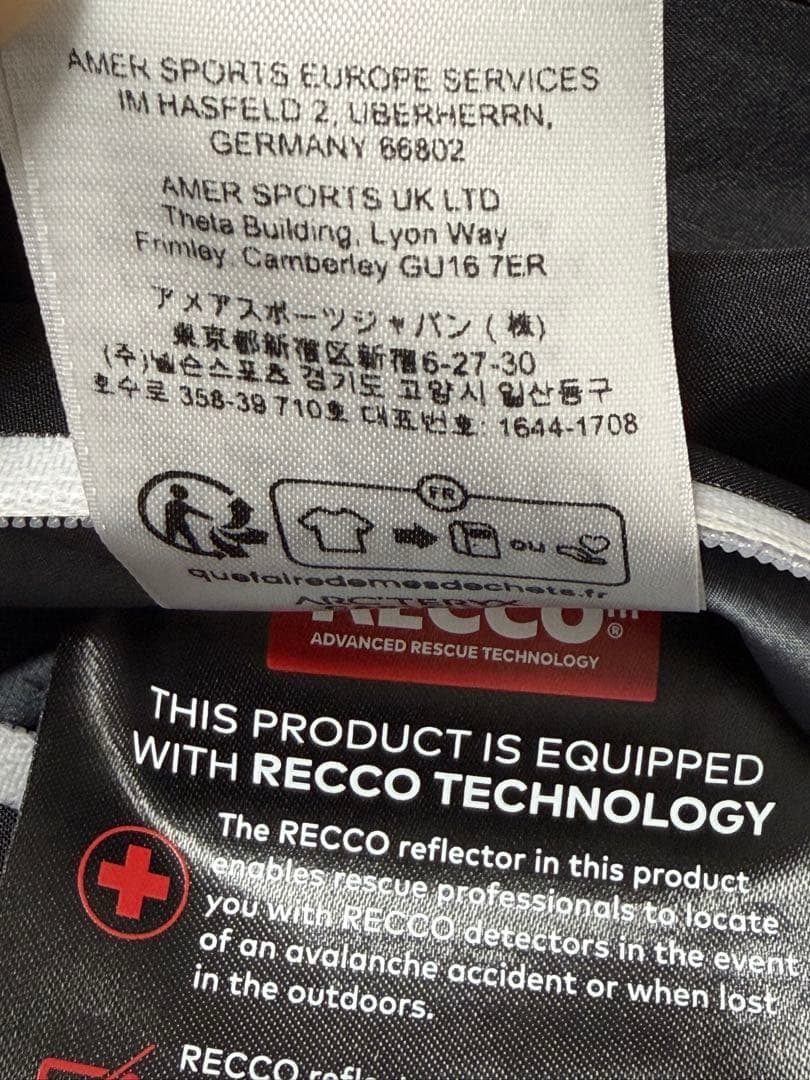 AMER SPORTS EUROPE SERVICES
IM HASFELD 2, UBERHERRN,
GERMANY 66802
AMER SPORTS UK LTD
Theta Building, Lyon Way
Frimley. Camberley GU16 7ER
アメアスポーツジャパン(株)
東京都新宿区新宿6-27-30
(주)넬슨스포츠 경기도 고양시 일산동구
호수로 358-39 710호 대표번호: 1644-1708
FR
OU
quefairedemesdechets.fr
ARC'TERYX
RECCO ®
ADVANCED RESCUE TECHNOLOGY
THIS PRODUCT IS EQUIPPED
WITH RECCO TECHNOLOGY
The RECCO reflector in this product
enables rescue professionals to locate
you with RECCO detectors in the event
of an avalanche accident or when lost
in the outdoors.
RECCO